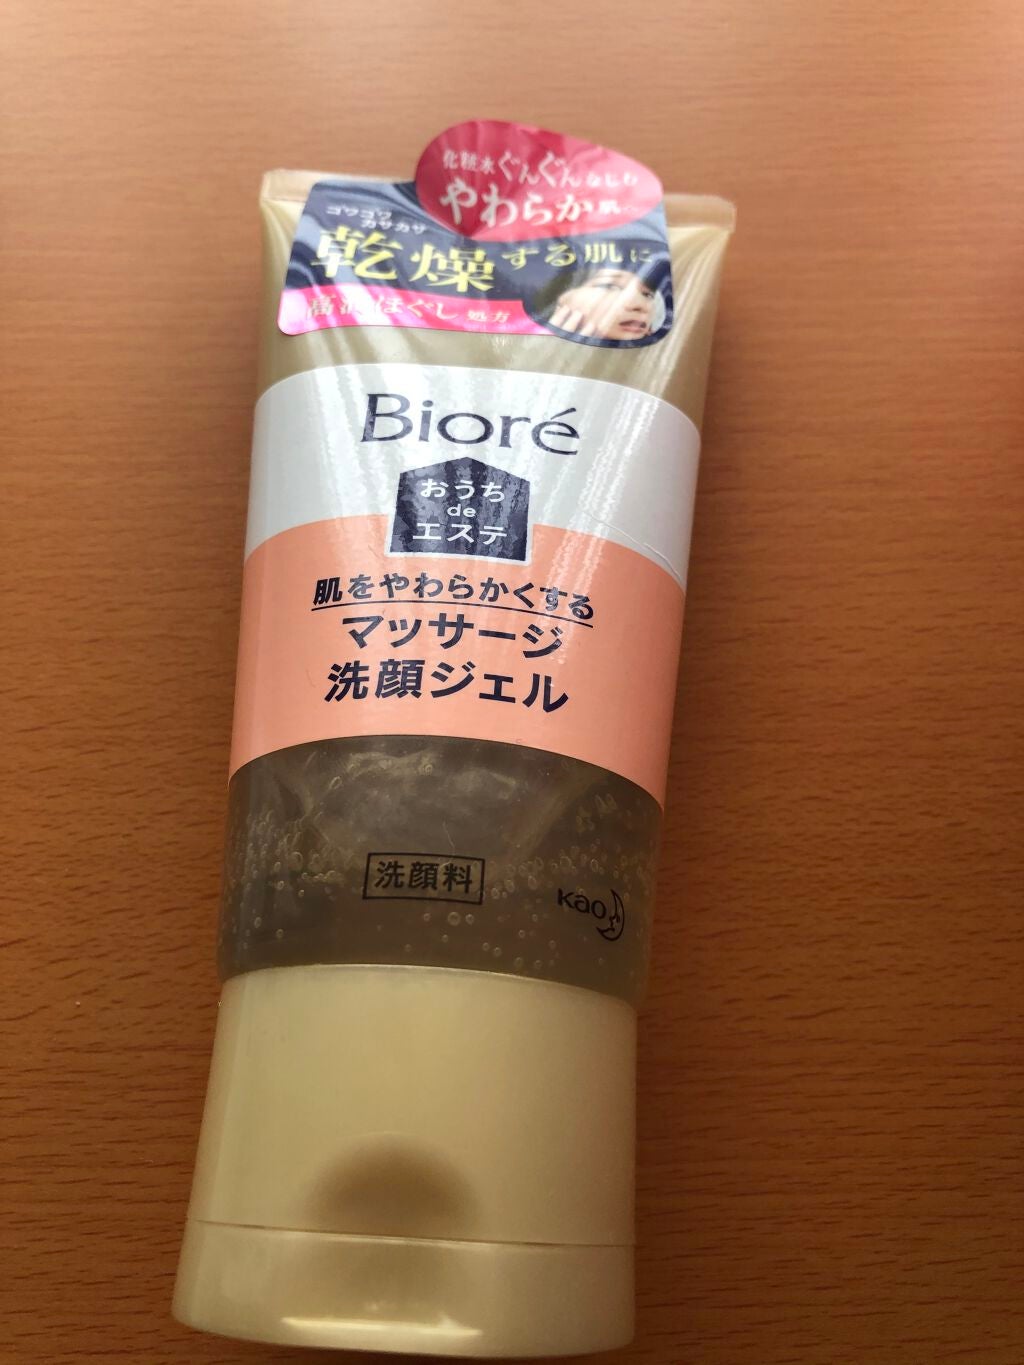 化粧水ぐんぐんなじむ
やわらか肌へ
ゴワゴワ
カサカサ
乾燥する肌に
ほぐし処方
Bioré
おうち
de
エステ
肌をやわらかくする
マッサージ
洗顔ジェル
洗顔料
Kao